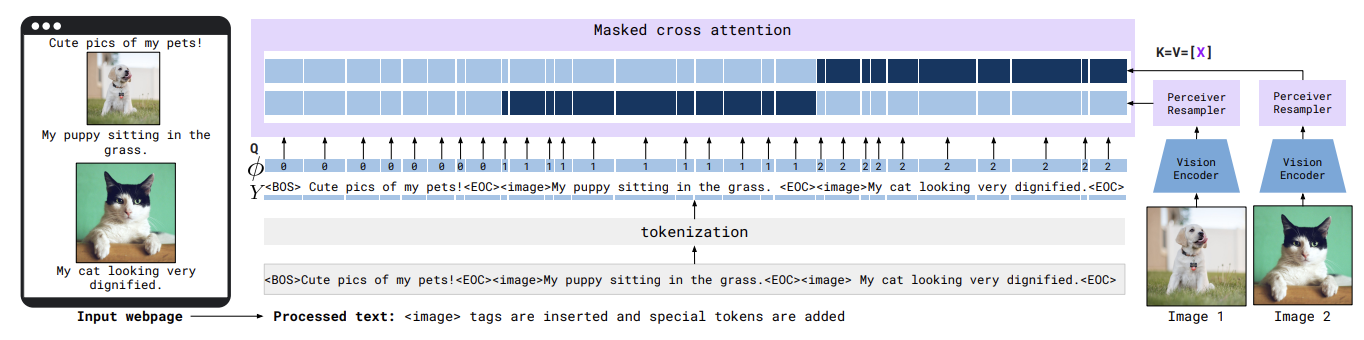 Cute pics of my pets!
My puppy sitting in the
grass.
My cat looking very
dignified.
Input webpage
Masked cross attention
K=V=[X]
Perceiver
Resampler
Perceiver
Resampler
Vision
Encoder
Vision
Encoder
Image 1
Image 2
Q
ϕ 0 0 0 0 0 0 0 0 1 1 1 1 1 1 1 1 1 1 1 2 2 2 2 2 2 2 2 2 2
Y <BOS> Cute pics of my pets!<EOC><image>My puppy sitting in the grass. <EOC><image>My cat looking very dignified.<EOC>
tokenization
<BOS>Cute pics of my pets!<EOC><image>My puppy sitting in the grass.<EOC><image> My cat looking very dignified.<EOC>
Processed text: <image> tags are inserted and special tokens are added